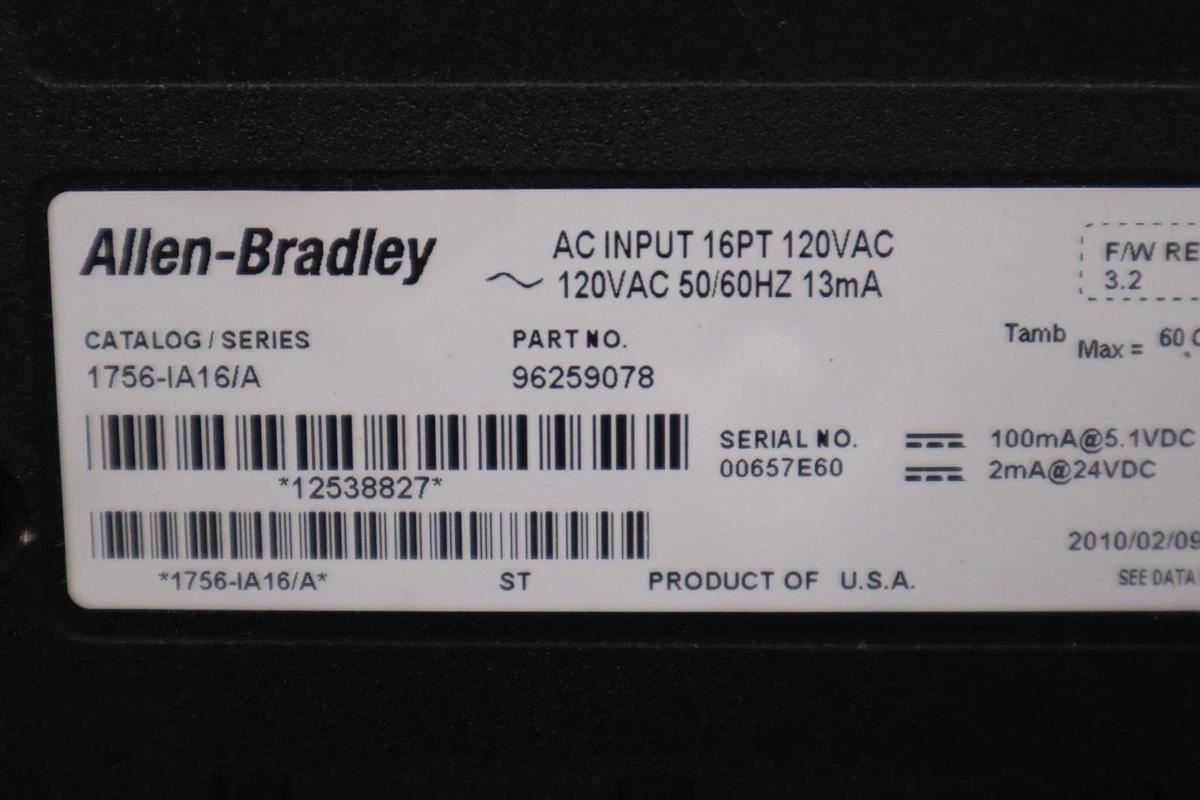 Allen-Bradley
AC INPUT 16PT 120VAC
120VAC 50/60HZ 13mA
F/W RE
3.2
CATALOG / SERIES
1756-IA16/A
PART NO.
96259078
Tamb Max = 60 C
*12538827*
SERIAL NO.
00657E60
100mA@5.1VDC
2mA@24VDC
2010/02/09
*1756-IA16/A*
ST
PRODUCT OF U.S.A.
SEE DATA